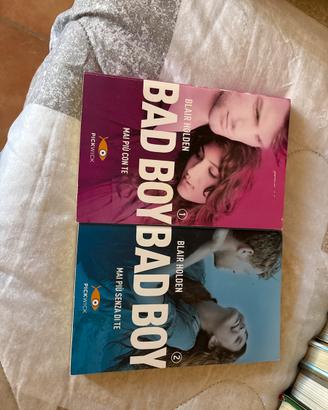 BLAIR HOLDEN
BAD BOY
1
MAI PIÙ CON TE
PICKWICK
BLAIR HOLDEN
BAD BOY
2
MAI PIÙ SENZA DI TE
PICKWICK